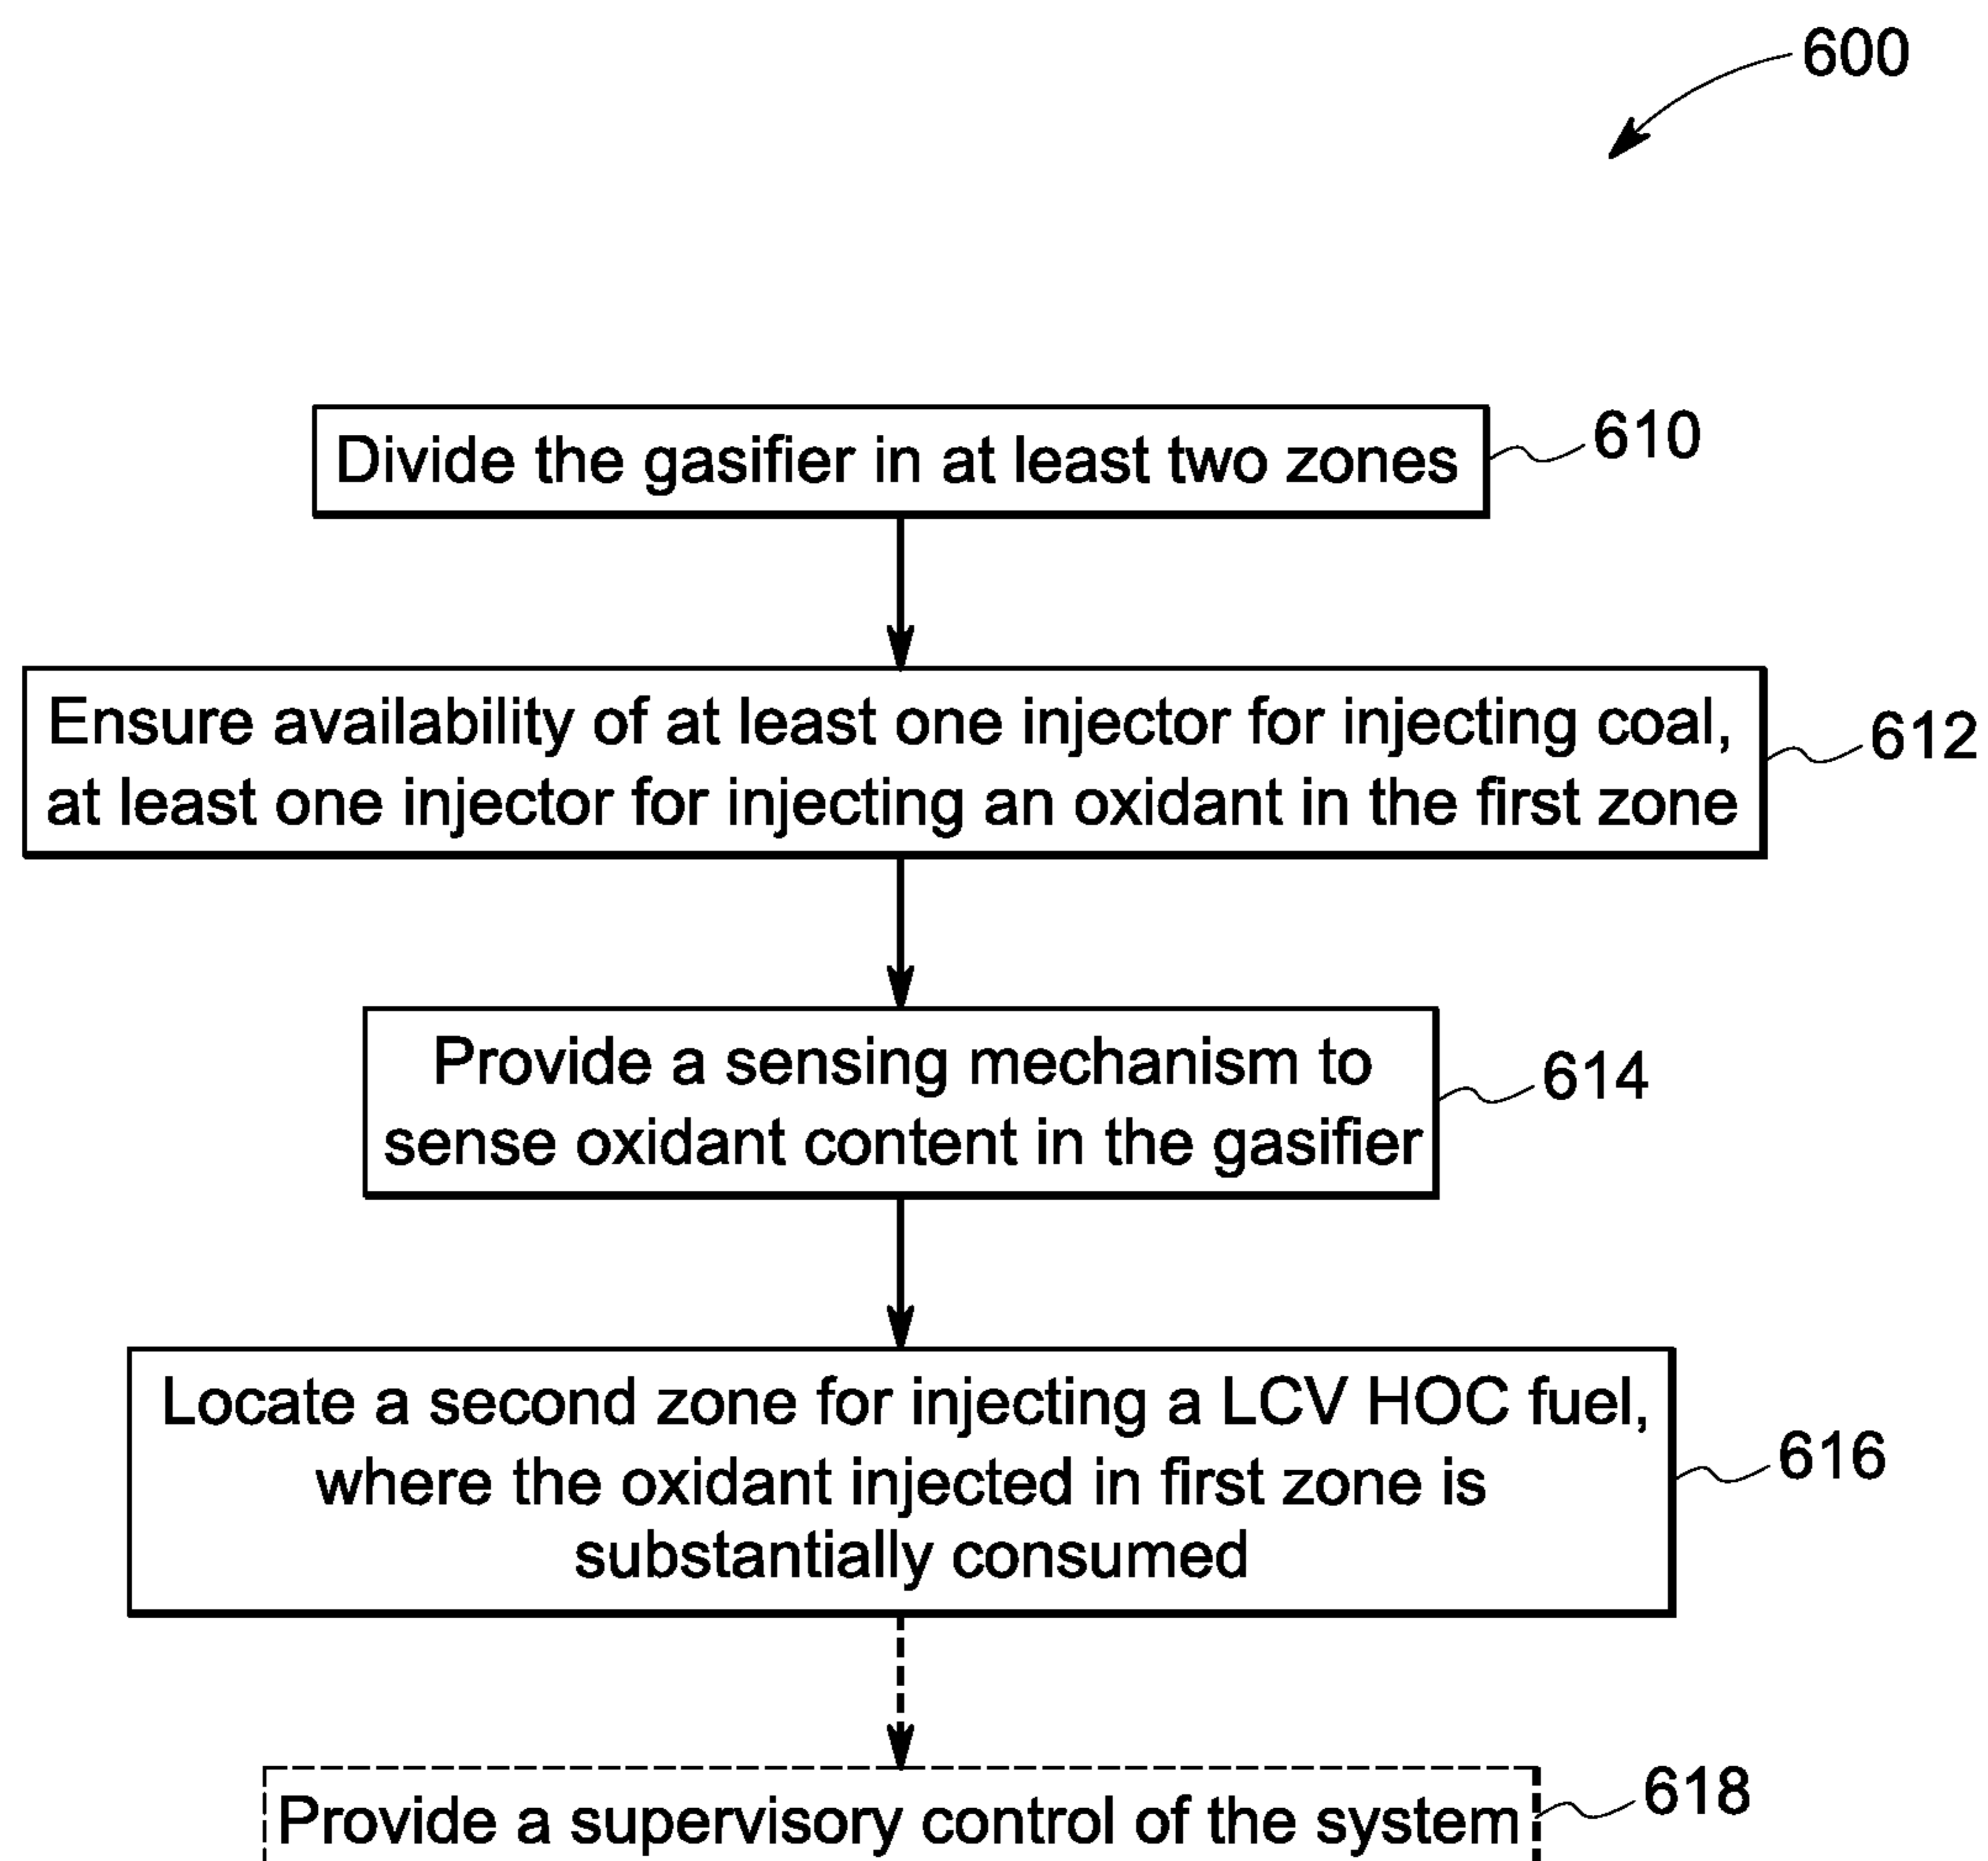 600
Divide the gasifier in at least two zones
610
Ensure availability of at least one injector for injecting coal,
at least one injector for injecting an oxidant in the first zone
612
Provide a sensing mechanism to
sense oxidant content in the gasifier
614
Locate a second zone for injecting a LCV HOC fuel,
where the oxidant injected in first zone is
substantially consumed
616
Provide a supervisory control of the system
618